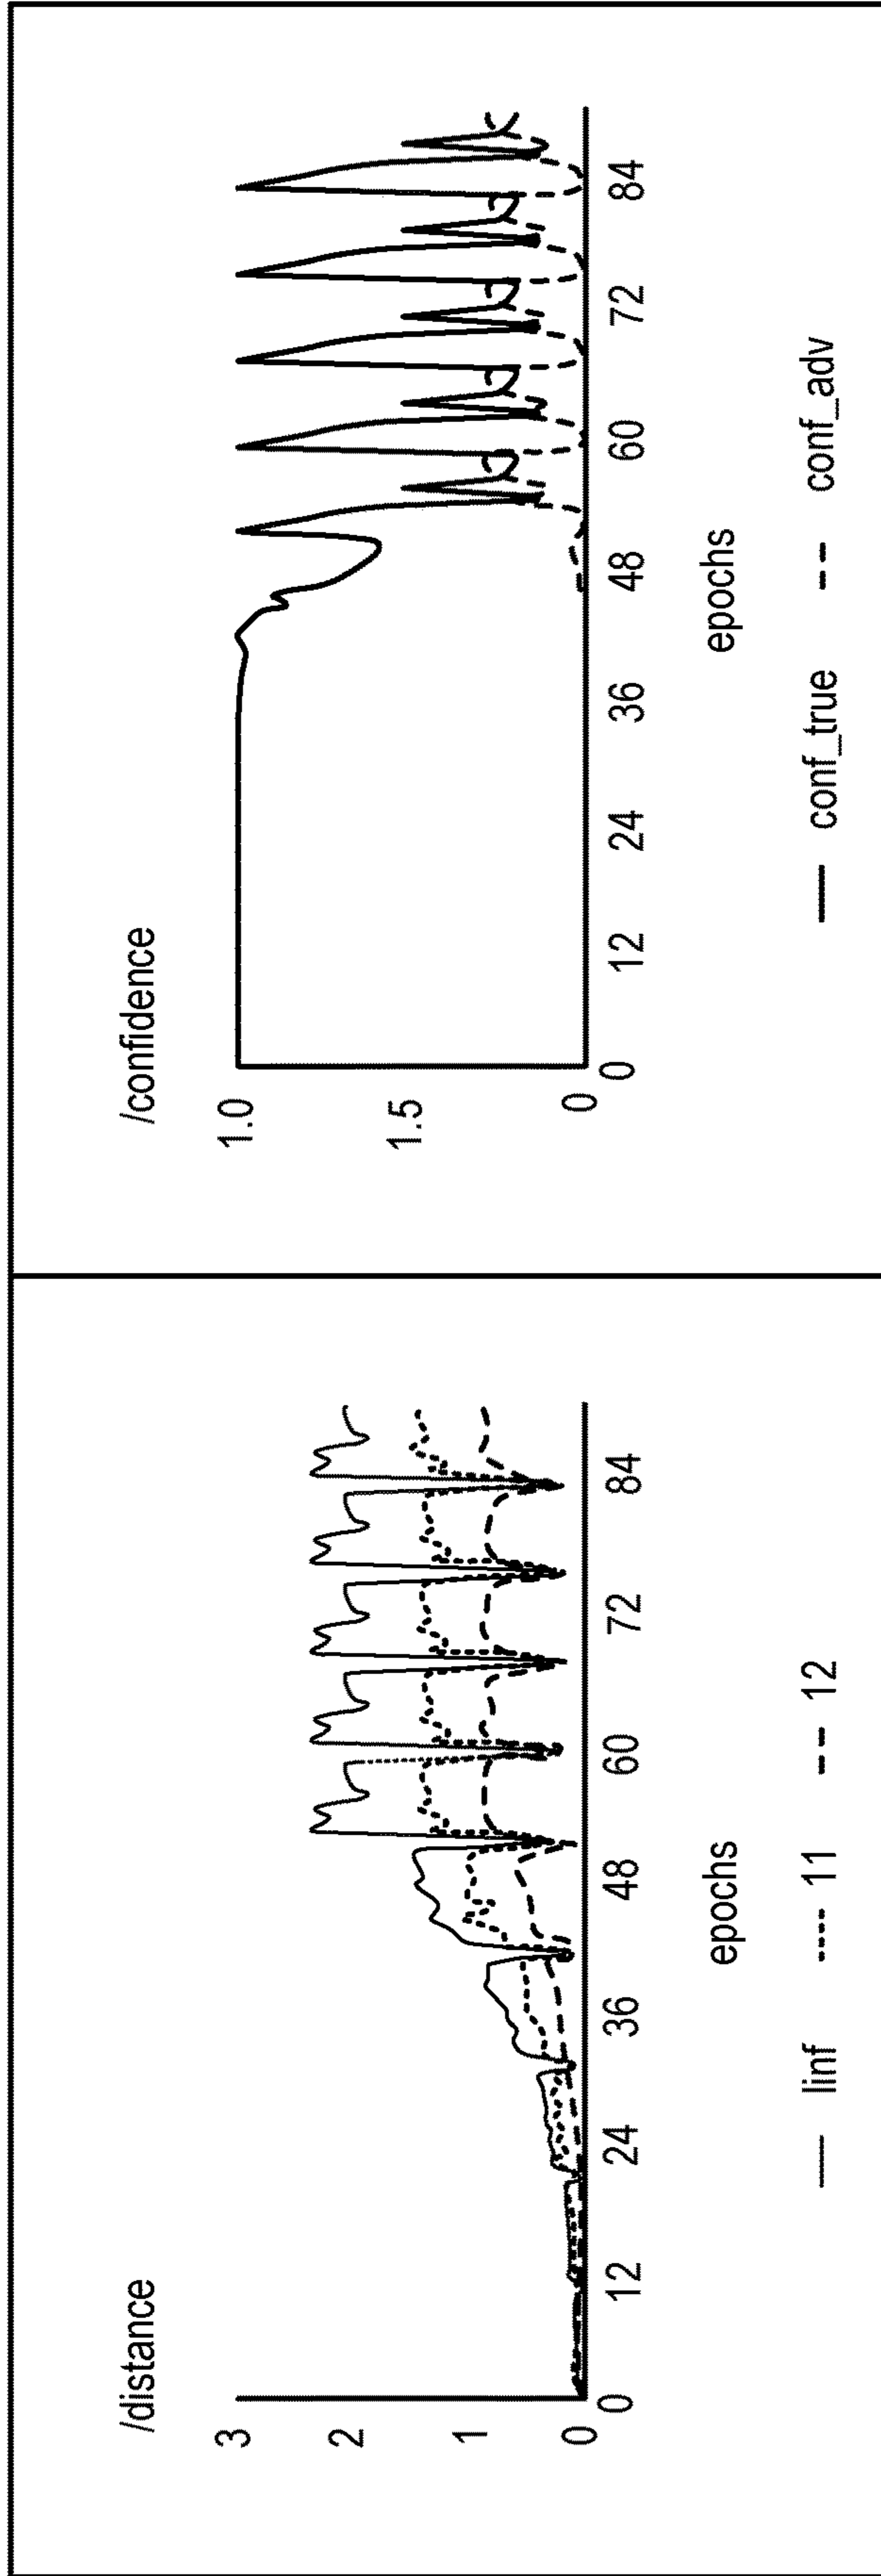 /distance
3
2
1
0
0 12 24 36 48 60 72 84
epochs
linf 11 12
/confidence
1.0
1.5
0
0 12 24 36 48 60 72 84
epochs
conf_true conf_adv